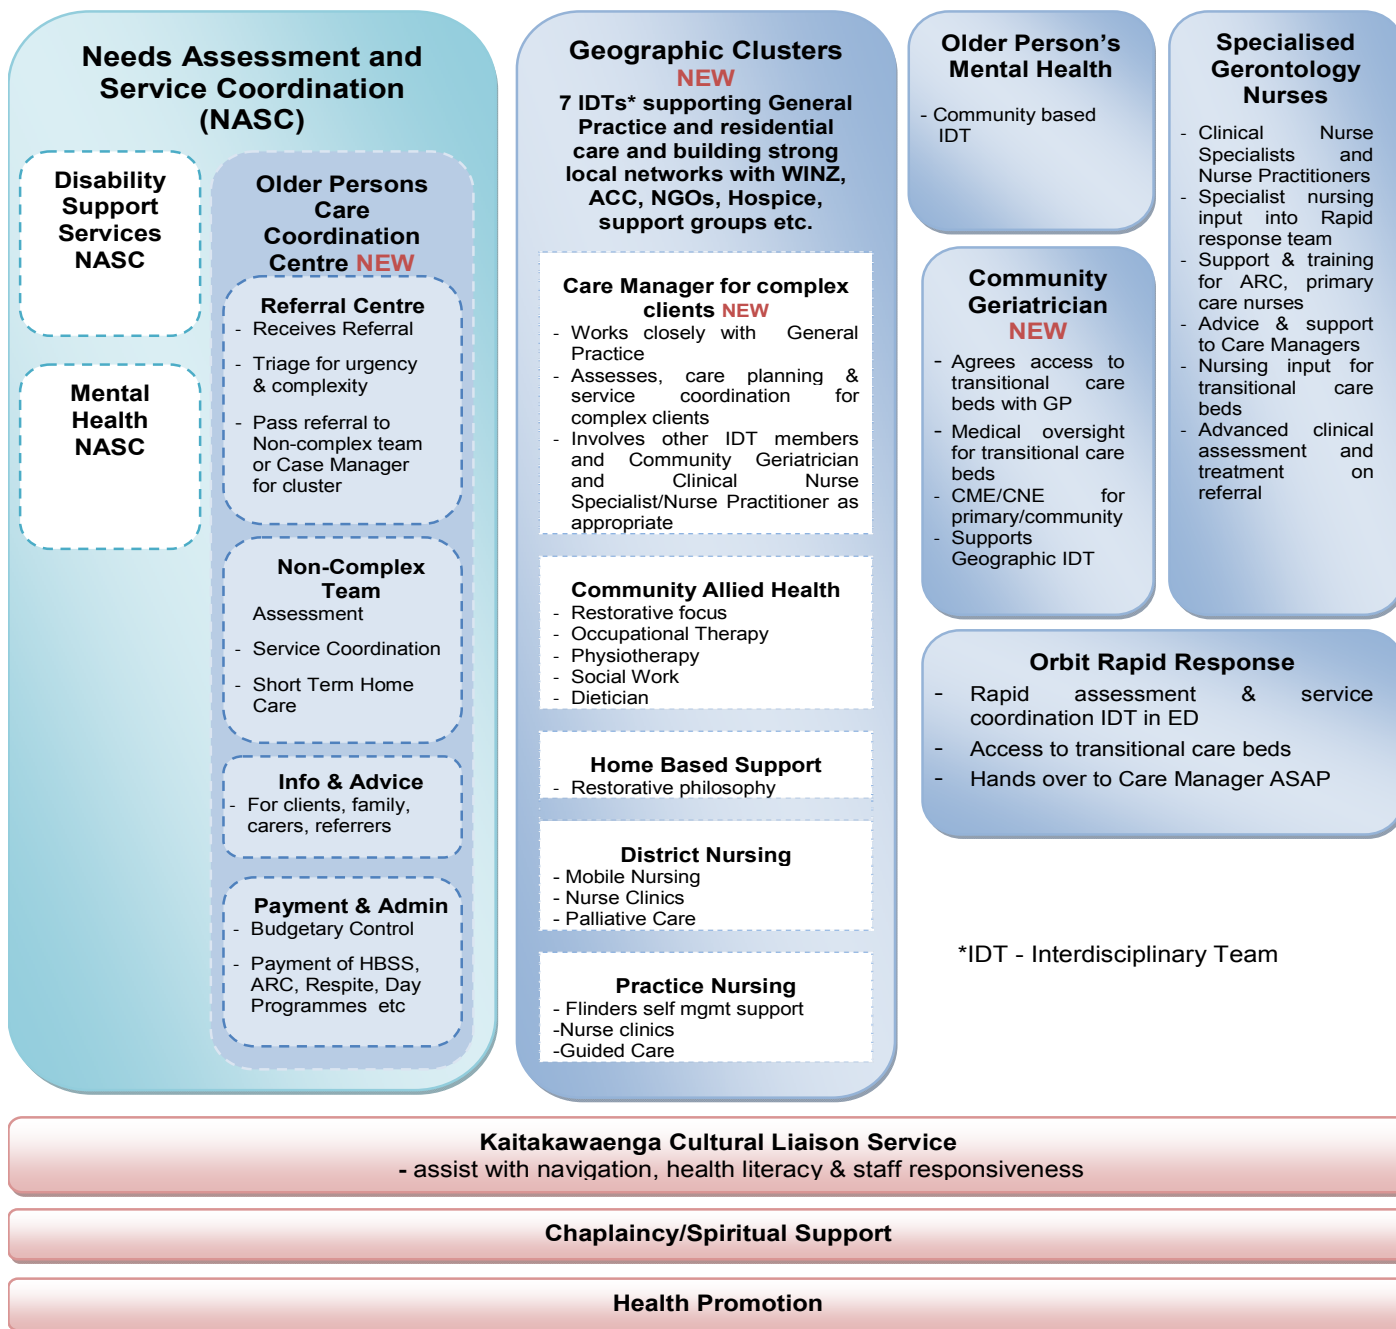 Needs Assessment and
Service Coordination
(NASC)
Disability
Support
Services
NASC
Mental
Health
NASC
Older Persons
Care
Coordination
Centre NEW
Referral Centre
- Receives Referral
- Triage for urgency
& complexity
- Pass referral to
Non-complex team
or Case Manager
for cluster
Non-Complex
Team
Assessment
- Service Coordination
- Short Term Home
Care
Info & Advice
- For clients, family,
carers, referrers
Payment & Admin
- Budgetary Control
- Payment of HBSS,
ARC, Respite, Day
Programmes etc
Geographic Clusters
NEW
7 IDTs* supporting General
Practice and residential
care and building strong
local networks with WINZ,
ACC, NGOs, Hospice,
support groups etc.
Care Manager for complex
clients NEW
- Works closely with General
Practice
- Assesses, care planning &
service coordination for
complex clients
- Involves other IDT members
and Community Geriatrician
and Clinical Nurse
Specialist/Nurse Practitioner as
appropriate
Community Allied Health
- Restorative focus
- Occupational Therapy
- Physiotherapy
- Social Work
- Dietician
Home Based Support
- Restorative philosophy
District Nursing
- Mobile Nursing
- Nurse Clinics
- Palliative Care
Practice Nursing
- Flinders self mgmt support
-Nurse clinics
-Guided Care
Older Person's
Mental Health
- Community based
IDT
Community
Geriatrician
NEW
- Agrees access to
transitional care
beds with GP
- Medical oversight
for transitional care
beds
- CME/CNE for
primary/community
- Supports
Geographic IDT
Specialised
Gerontology
Nurses
- Clinical Nurse
Specialists and
Nurse Practitioners
- Specialist nursing
input into Rapid
response team
- Support & training
for ARC, primary
care nurses
- Advice & support
to Care Managers
- Nursing input for
transitional care
beds
- Advanced clinical
assessment and
treatment on
referral
Orbit Rapid Response
- Rapid assessment & service
coordination IDT in ED
- Access to transitional care beds
- Hands over to Care Manager ASAP
*IDT - Interdisciplinary Team
Kaitakawaenga Cultural Liaison Service
- assist with navigation, health literacy & staff responsiveness
Chaplaincy/Spiritual Support
Health Promotion